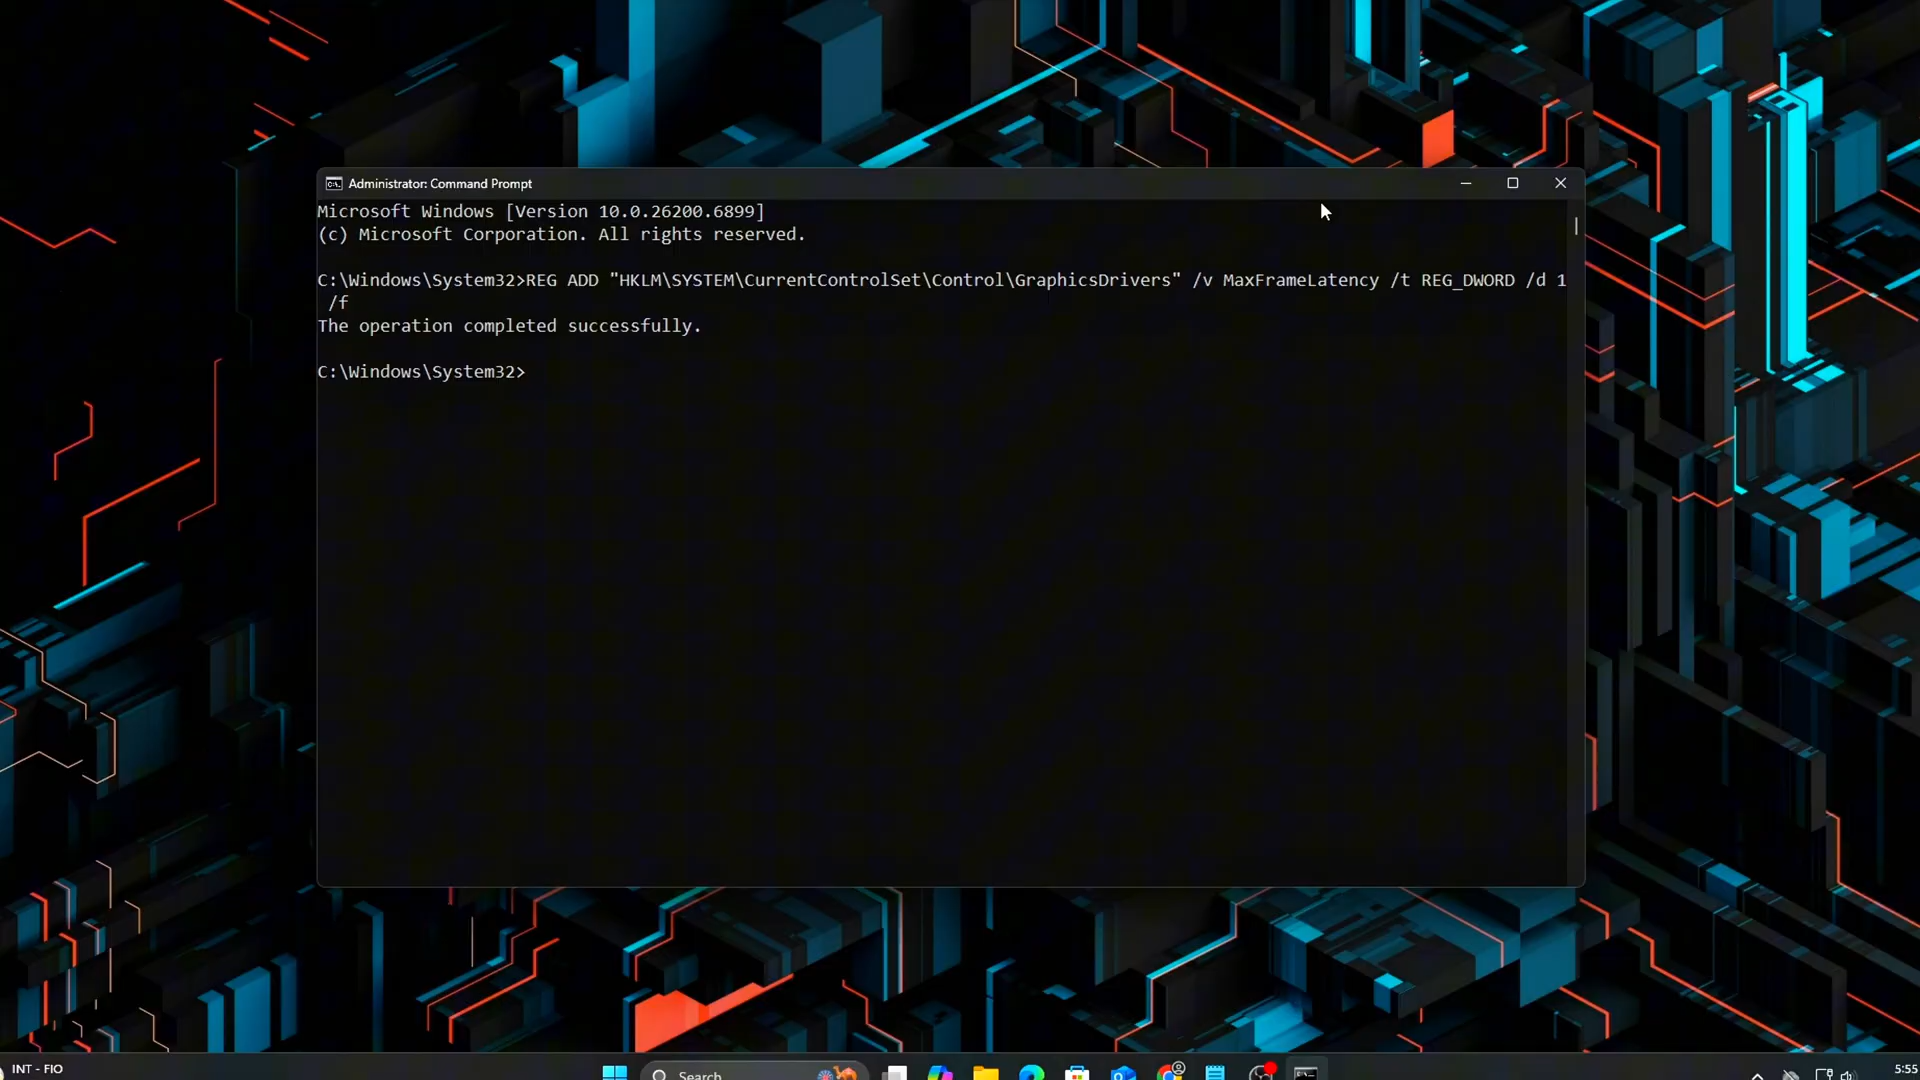 Administrator: Command Prompt
Microsoft Windows [Version 10.0.26200.6899]
(c) Microsoft Corporation. All rights reserved.
C:\Windows\System32>REG ADD "HKLM\SYSTEM\CurrentControlSet\Control\GraphicsDrivers" /v MaxFrameLatency /t REG_DWORD /d 1
/f
The operation completed successfully.
C:\Windows\System32>
INT - FIO
Search
5:55